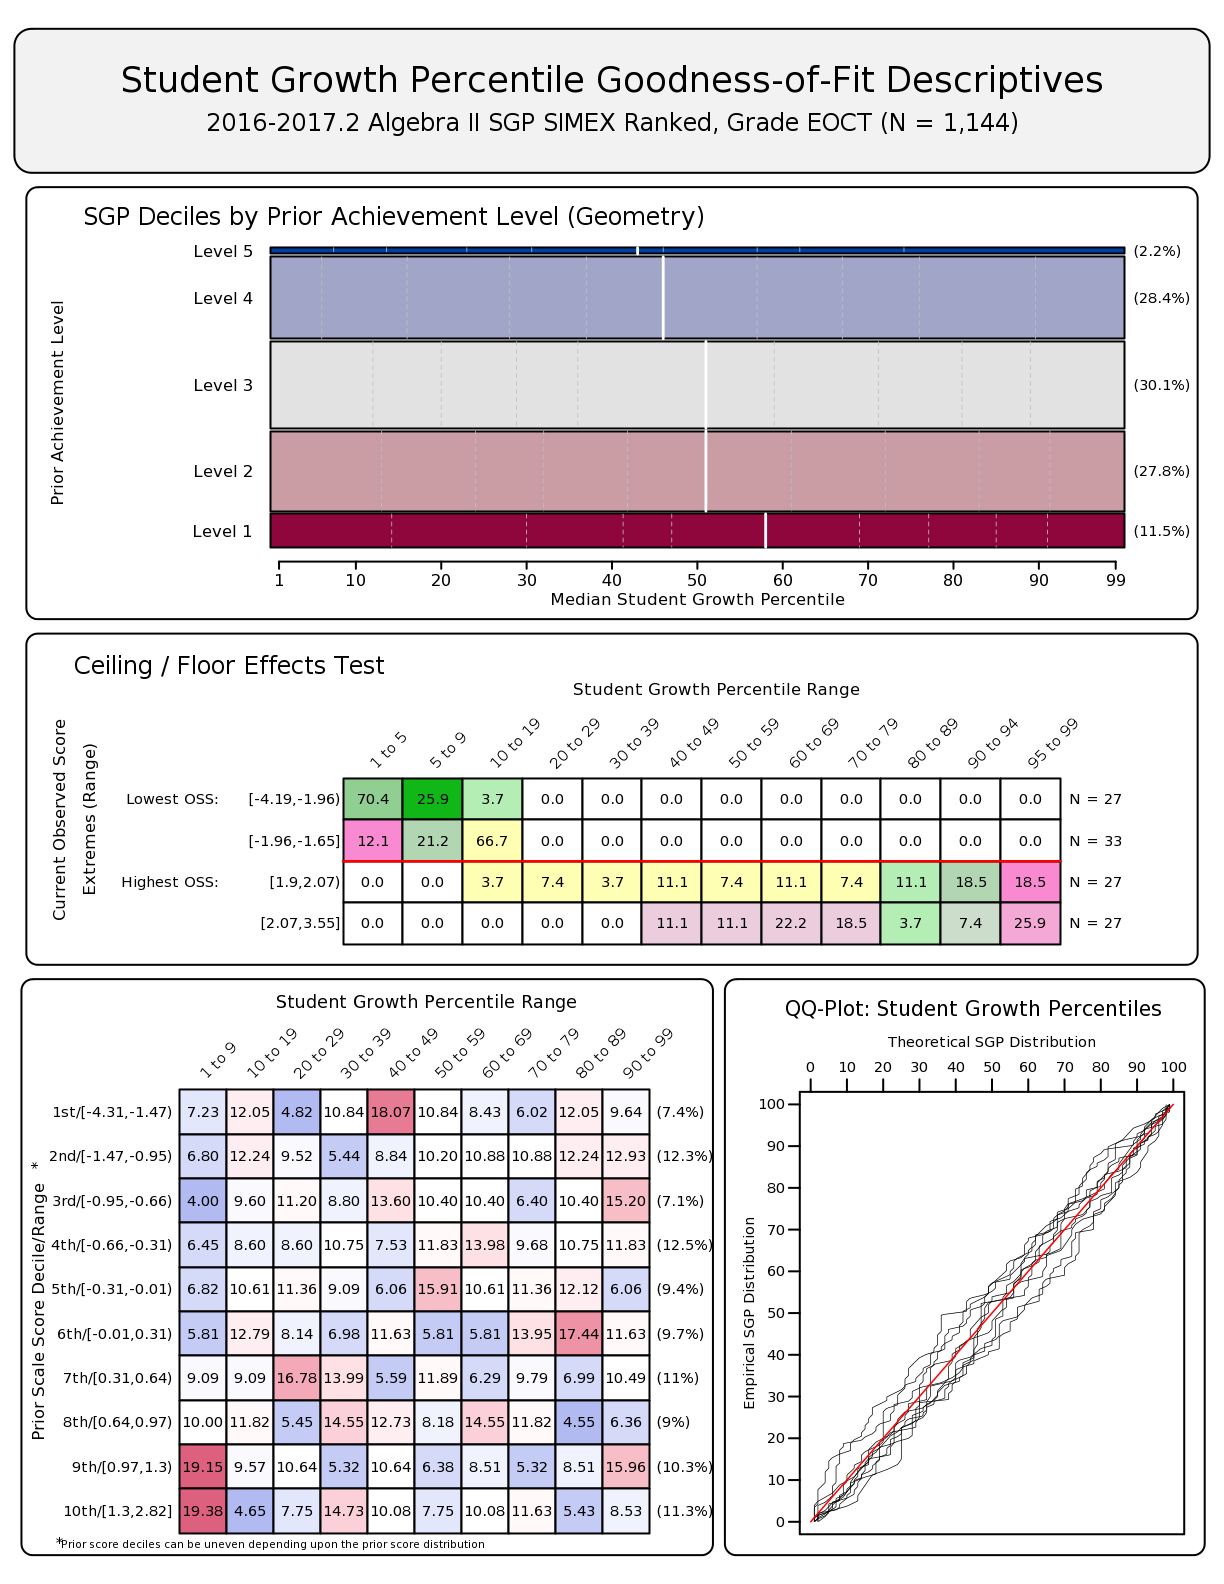 Student Growth Percentile Goodness-of-Fit Descriptives
2016-2017.2 Algebra II SGP SIMEX Ranked, Grade EOCT (N = 1,144)
SGP Deciles by Prior Achievement Level (Geometry)
Prior Achievement Level
Level 5 (2.2%)
Level 4 (28.4%)
Level 3 (30.1%)
Level 2 (27.8%)
Level 1 (11.5%)
1 10 20 30 40 50 60 70 80 90 99
Median Student Growth Percentile
Ceiling / Floor Effects Test
Student Growth Percentile Range
Current Observed Score
Extremes (Range)
1 to 5 5 to 9 10 to 19 20 to 29 30 to 39 40 to 49 50 to 59 60 to 69 70 to 79 80 to 89 90 to 94 95 to 99
Lowest OSS: [-4.19,-1.96) 70.4 25.9 3.7 0.0 0.0 0.0 0.0 0.0 0.0 0.0 0.0 0.0 N = 27
[-1.96,-1.65] 12.1 21.2 66.7 0.0 0.0 0.0 0.0 0.0 0.0 0.0 0.0 0.0 N = 33
Highest OSS: [1.9,2.07) 0.0 0.0 3.7 7.4 3.7 11.1 7.4 11.1 7.4 11.1 18.5 18.5 N = 27
[2.07,3.55] 0.0 0.0 0.0 0.0 0.0 11.1 11.1 22.2 18.5 3.7 7.4 25.9 N = 27
Student Growth Percentile Range
Prior Scale Score Decile/Range *
1 to 9 10 to 19 20 to 29 30 to 39 40 to 49 50 to 59 60 to 69 70 to 79 80 to 89 90 to 99
1st/[-4.31,-1.47) 7.23 12.05 4.82 10.84 18.07 10.84 8.43 6.02 12.05 9.64 (7.4%)
2nd/[-1.47,-0.95) 6.80 12.24 9.52 5.44 8.84 10.20 10.88 10.88 12.24 12.93 (12.3%)
3rd/[-0.95,-0.66) 4.00 9.60 11.20 8.80 13.60 10.40 10.40 6.40 10.40 15.20 (7.1%)
4th/[-0.66,-0.31) 6.45 8.60 8.60 10.75 7.53 11.83 13.98 9.68 10.75 11.83 (12.5%)
5th/[-0.31,-0.01) 6.82 10.61 11.36 9.09 6.06 15.91 10.61 11.36 12.12 6.06 (9.4%)
6th/[-0.01,0.31) 5.81 12.79 8.14 6.98 11.63 5.81 5.81 13.95 17.44 11.63 (9.7%)
7th/[0.31,0.64) 9.09 9.09 16.78 13.99 5.59 11.89 6.29 9.79 6.99 10.49 (11%)
8th/[0.64,0.97) 10.00 11.82 5.45 14.55 12.73 8.18 14.55 11.82 4.55 6.36 (9%)
9th/[0.97,1.3) 19.15 9.57 10.64 5.32 10.64 6.38 8.51 5.32 8.51 15.96 (10.3%)
10th/[1.3,2.82] 19.38 4.65 7.75 14.73 10.08 7.75 10.08 11.63 5.43 8.53 (11.3%)
*Prior score deciles can be uneven depending upon the prior score distribution
QQ-Plot: Student Growth Percentiles
Theoretical SGP Distribution
0 10 20 30 40 50 60 70 80 90 100
Empirical SGP Distribution
100
90
80
70
60
50
40
30
20
10
0